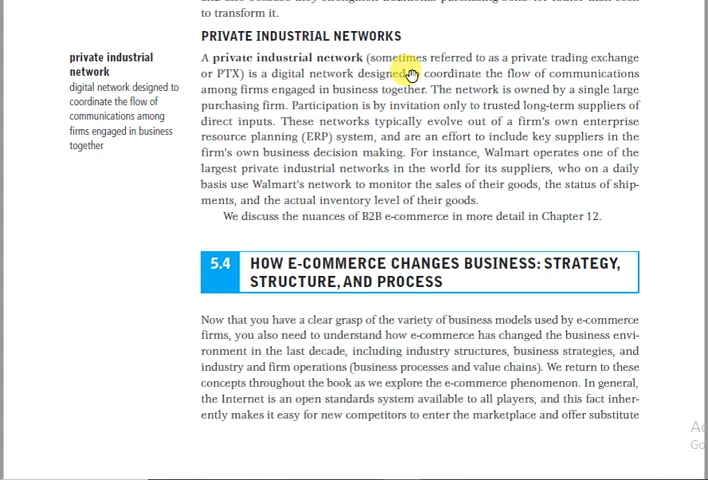 to transform it.
PRIVATE INDUSTRIAL NETWORKS
private industrial
network
digital network designed to
coordinate the flow of
communications among
firms engaged in business
together
A private industrial network (sometimes referred to as a private trading exchange
or PTX) is a digital network designed coordinate the flow of communications
among firms engaged in business together. The network is owned by a single large
purchasing firm. Participation is by invitation only to trusted long-term suppliers of
direct inputs. These networks typically evolve out of a firm's own enterprise
resource planning (ERP) system, and are an effort to include key suppliers in the
firm's own business decision making. For instance, Walmart operates one of the
largest private industrial networks in the world for its suppliers, who on a daily
basis use Walmart's network to monitor the sales of their goods, the status of ship-
ments, and the actual inventory level of their goods.
We discuss the nuances of B2B e-commerce in more detail in Chapter 12.
5.4 HOW E-COMMERCE CHANGES BUSINESS: STRATEGY,
STRUCTURE, AND PROCESS
Now that you have a clear grasp of the variety of business models used by e-commerce
firms, you also need to understand how e-commerce has changed the business envi-
ronment in the last decade, including industry structures, business strategies, and
industry and firm operations (business processes and value chains). We return to these
concepts throughout the book as we explore the e-commerce phenomenon. In general,
the Internet is an open standards system available to all players, and this fact inher-
ently makes it easy for new competitors to enter the marketplace and offer substitute